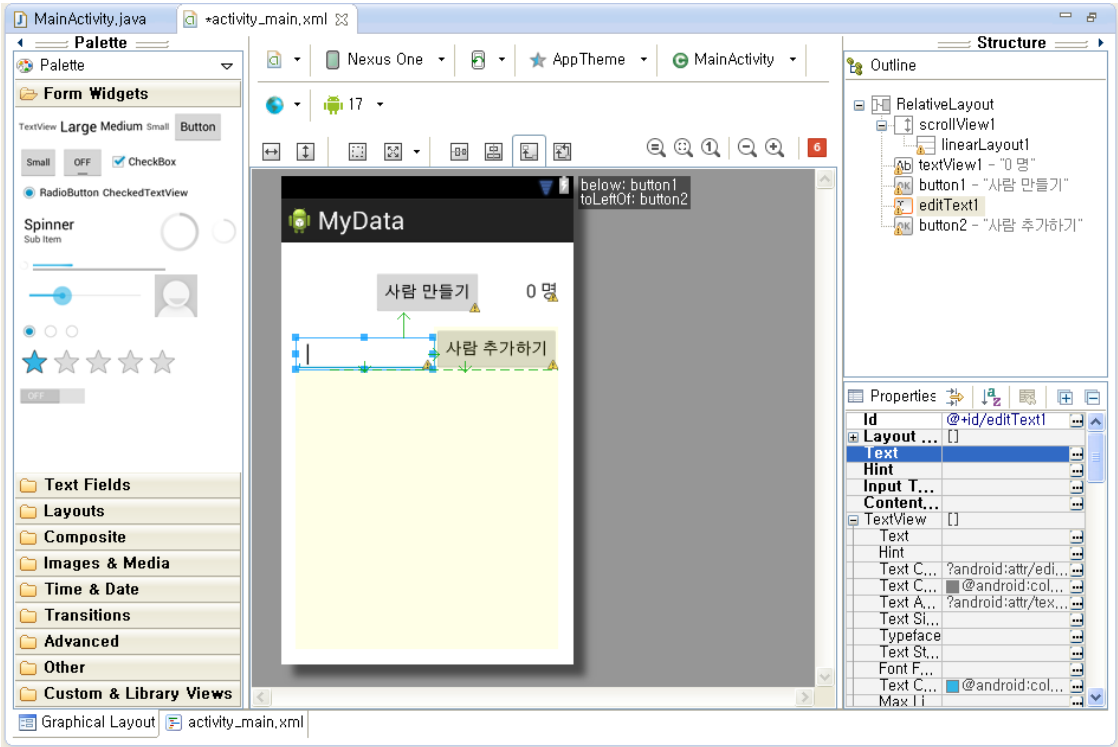 MainActivity.java
*activity_main.xml
Palette
Palette
Form Widgets
TextView Large Medium Small Button
Small OFF CheckBox
RadioButton CheckedTextView
Spinner
Sub Item
OFF
Text Fields
Layouts
Composite
Images & Media
Time & Date
Transitions
Advanced
Other
Custom & Library Views
Graphical Layout
activity_main.xml
Nexus One
AppTheme
MainActivity
17
6
below: button1
toLeftOf: button2
MyData
사람 만들기
0 명
사람 추가하기
Structure
Outline
RelativeLayout
scrollView1
linearLayout1
Ab textView1 - "0 명"
OK button1 - "사람 만들기"
editText1
OK button2 - "사람 추가하기"
Properties
Id @+id/editText1
Layout ... []
Text
Hint
Input T...
Content...
TextView []
Text
Hint
Text C... ?android:attr/edi...
Text C... @android:col...
Text A... ?android:attr/tex...
Text Si...
Typeface
Text St...
Font F...
Text C... @android:col...
Max Li